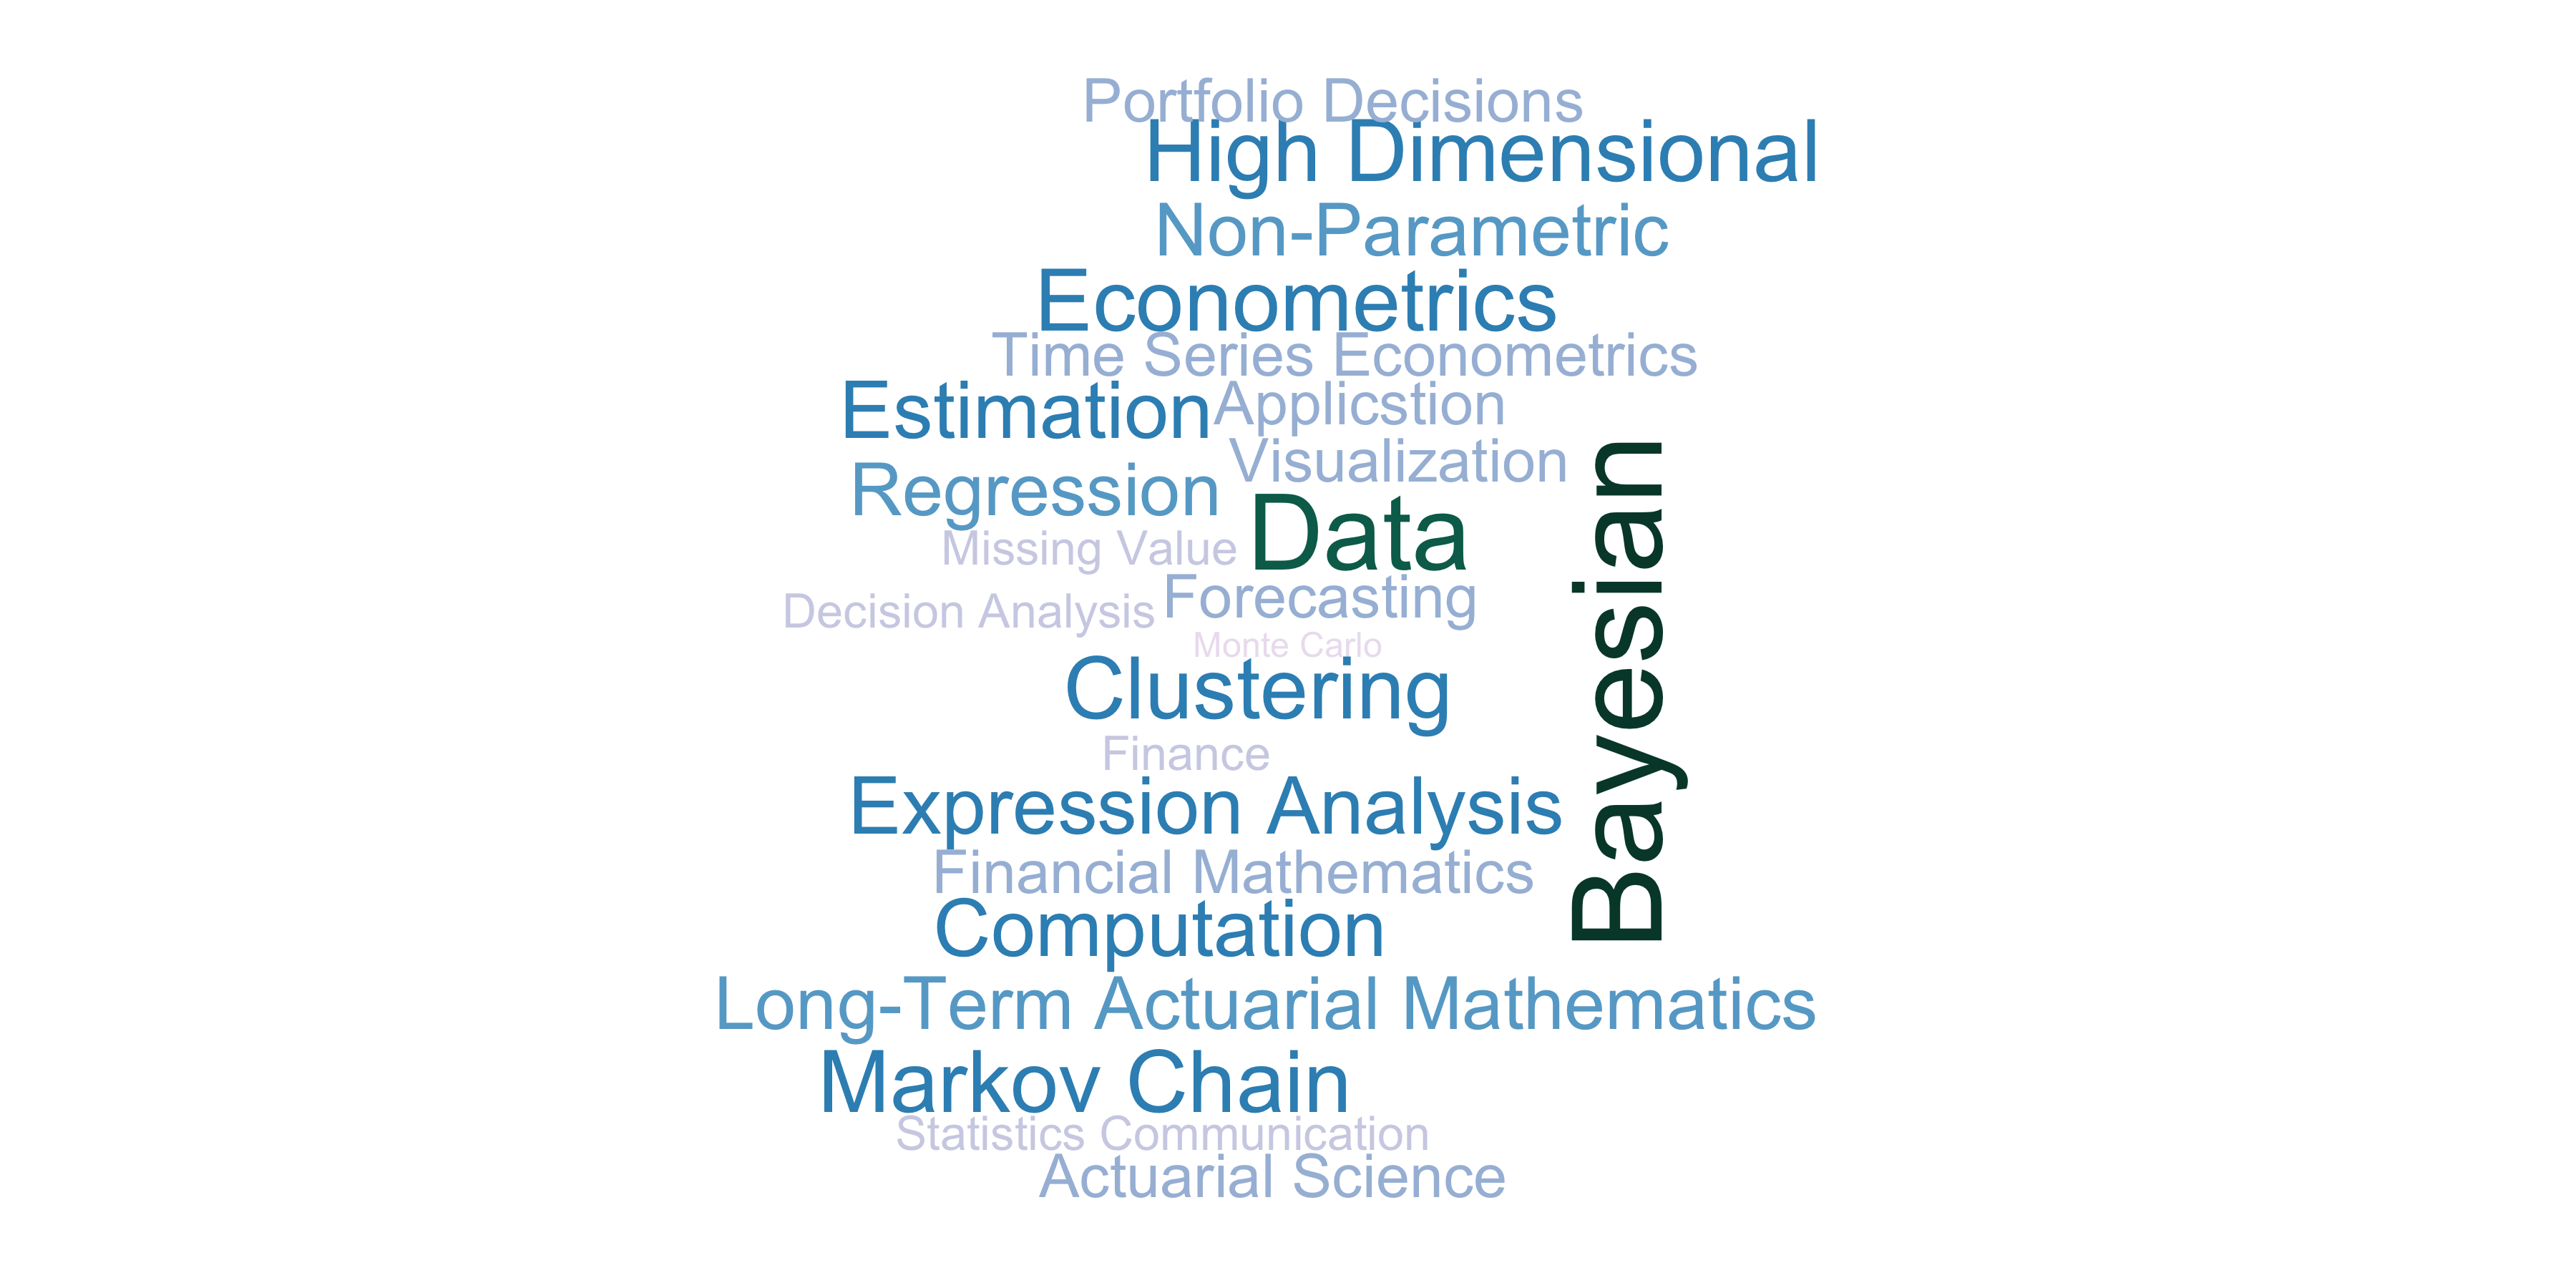 Portfolio Decisions
High Dimensional
Non-Parametric
Econometrics
Time Series Econometrics
Estimation
Applicstion
Visualization
Regression
Data
Missing Value
Forecasting
Decision Analysis
Monte Carlo
Bayesian
Clustering
Finance
Expression Analysis
Financial Mathematics
Computation
Long-Term Actuarial Mathematics
Markov Chain
Statistics Communication
Actuarial Science